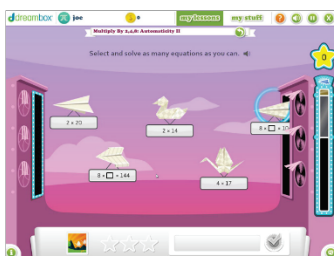 dreambox joe 0 my lessons my stuff ?
Multiply By 2,4,8: Automaticity II
Select and solve as many equations as you can.
0
2 × 20
2 × 14
8 × □ = 144
4 × 37